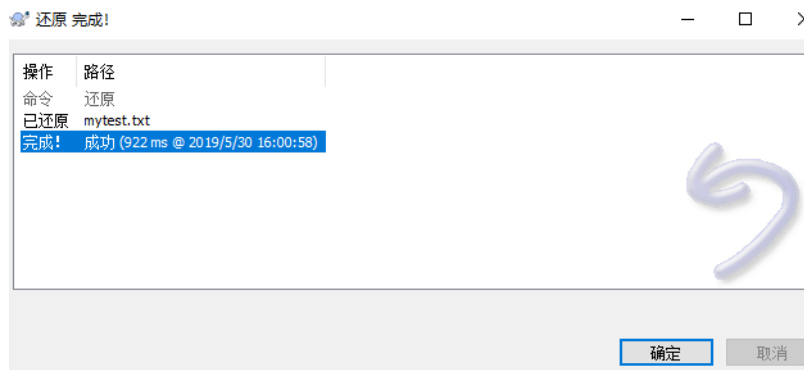 还原 完成!
操作 路径
命令 还原
已还原 mytest.txt
完成! 成功 (922 ms @ 2019/5/30 16:00:58)
确定 取消